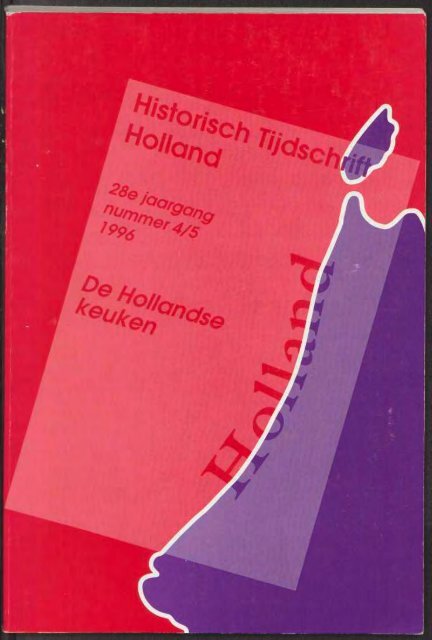 Historisch Tijdschrift
Holland
28e jaargang
nummer 4/5
1996
De Hollandse
keuken
Holland